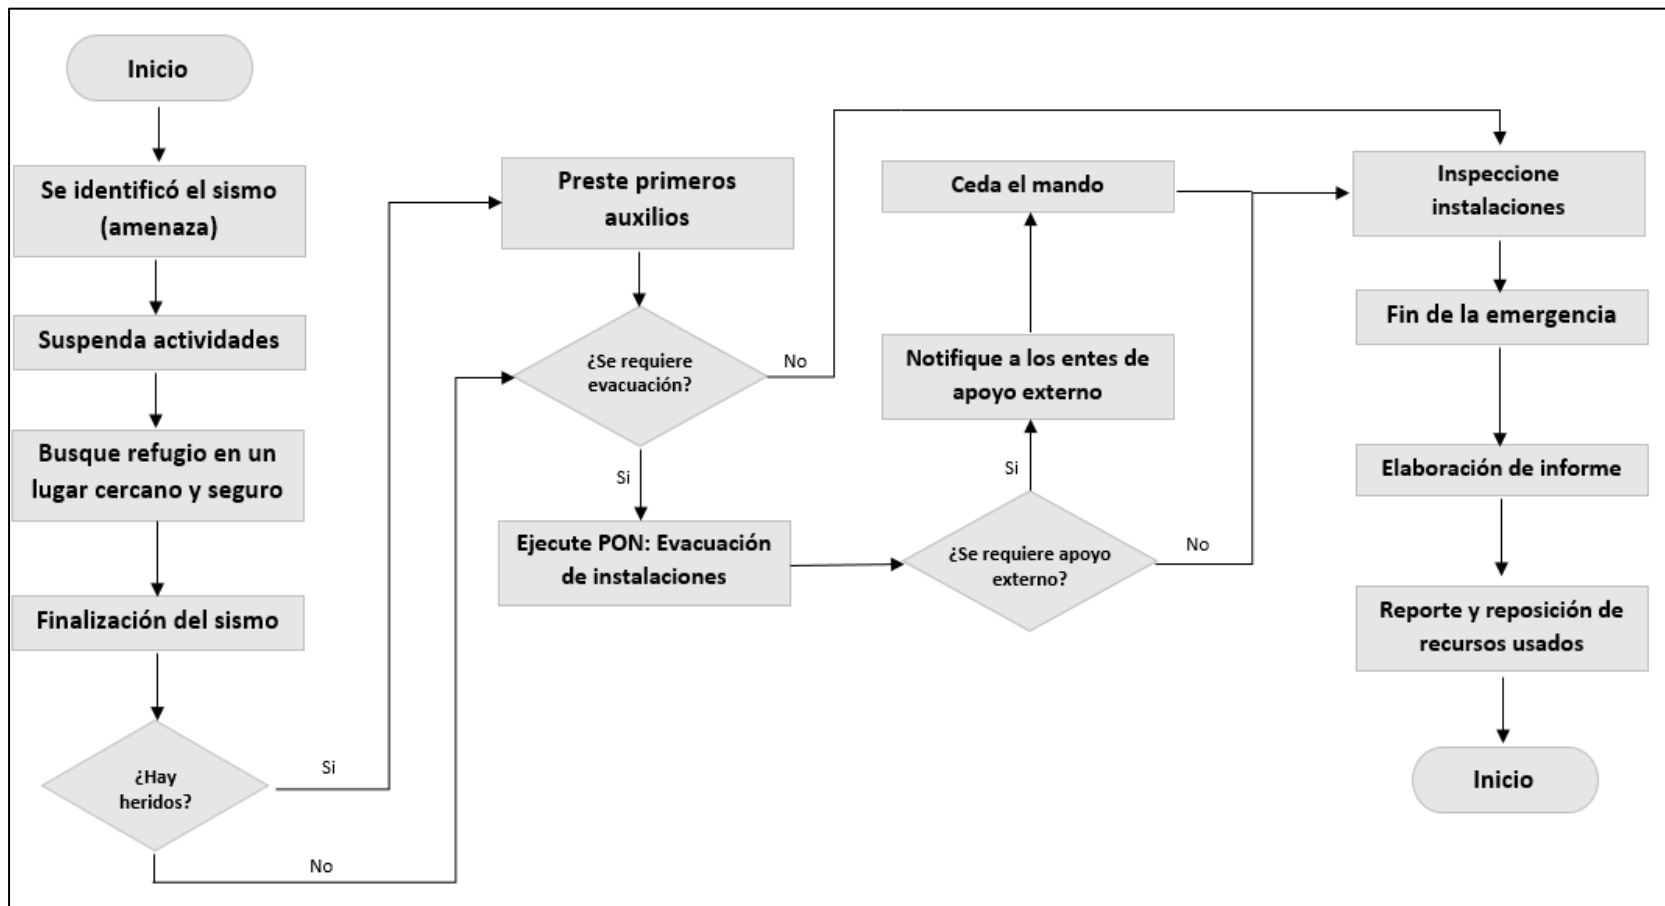 Inicio
Se identificó el sismo
(amenaza)
Suspenda actividades
Busque refugio en un
lugar cercano y seguro
Finalización del sismo
¿Hay
heridos?
Si
No
Preste primeros
auxilios
¿Se requiere
evacuación?
No
Si
Ejecute PON: Evacuación
de instalaciones
¿Se requiere apoyo
externo?
Si
No
Notifique a los entes de
apoyo externo
Ceda el mando
Inspeccione
instalaciones
Fin de la emergencia
Elaboración de informe
Reporte y reposición de
recursos usados
Inicio